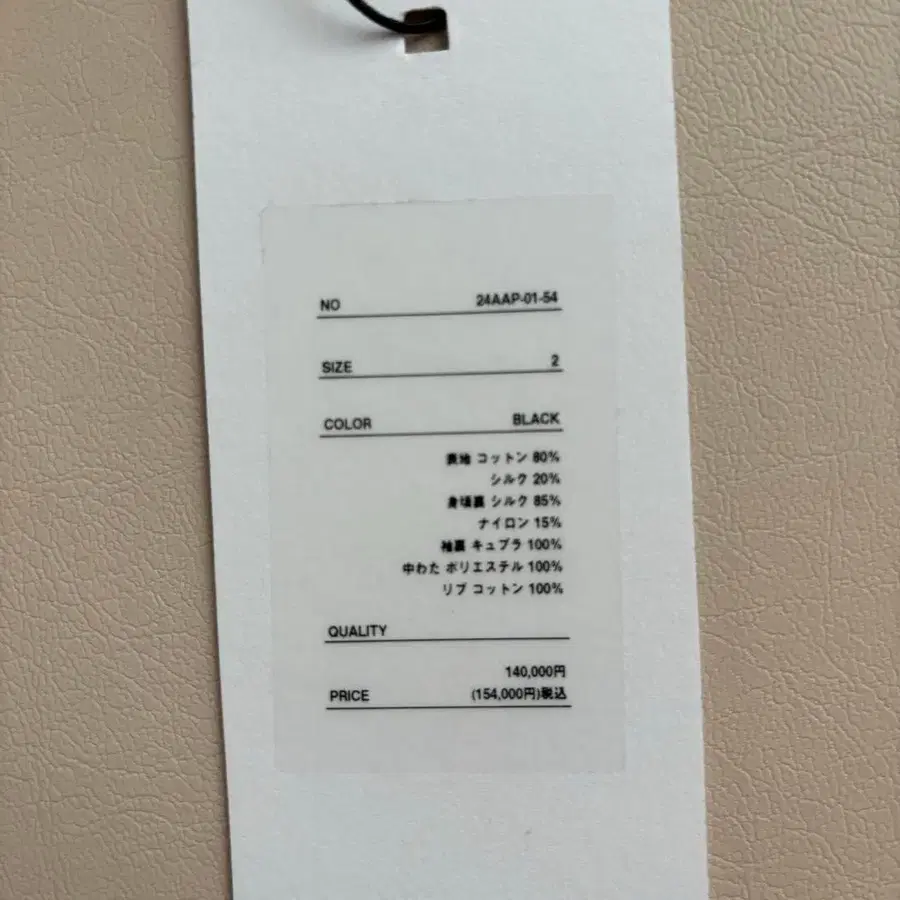 NO 24AAP-01-54
SIZE 2
COLOR BLACK
表地 コットン 80%
シルク 20%
身頃裏 シルク 85%
ナイロン 15%
袖裏 キュプラ 100%
中わた ポリエステル 100%
リブ コットン 100%
QUALITY
140,000円
PRICE (154,000円)税込